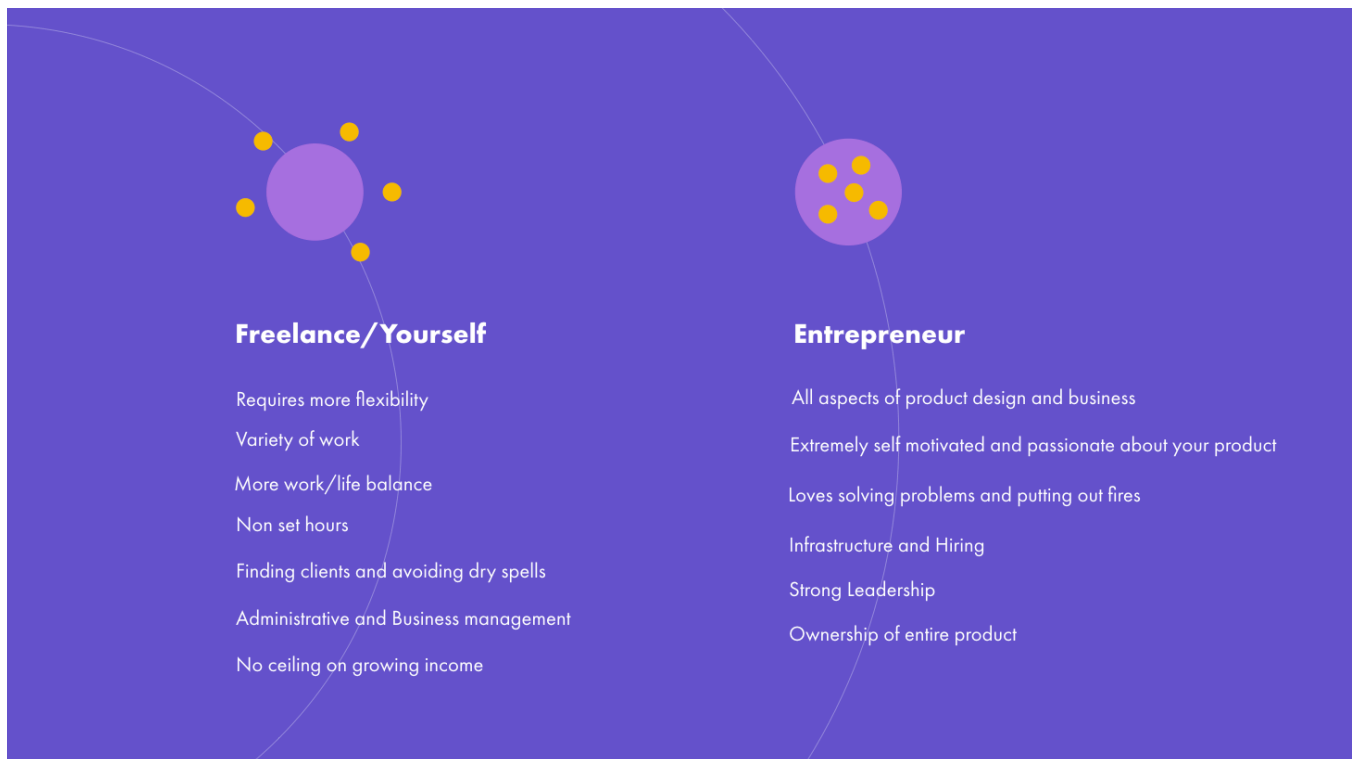 Freelance/Yourself
Requires more flexibility
Variety of work
More work/life balance
Non set hours
Finding clients and avoiding dry spells
Administrative and Business management
No ceiling on growing income
Entrepreneur
All aspects of product design and business
Extremely self motivated and passionate about your product
Loves solving problems and putting out fires
Infrastructure and Hiring
Strong Leadership
Ownership of entire product